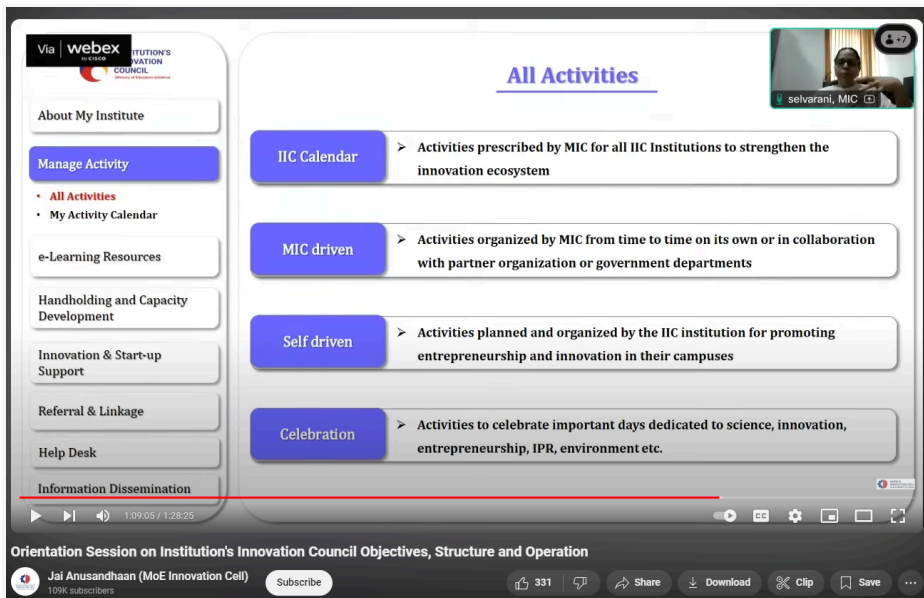 Via webex
by CISCO
ITUTION'S
OVATION
COUNCIL
All Activities
+7
selvarani, MIC
About My Institute
Manage Activity
• All Activities
• My Activity Calendar
e-Learning Resources
Handholding and Capacity
Development
Innovation & Start-up
Support
Referral & Linkage
Help Desk
Information Dissemination
IIC Calendar
➢ Activities prescribed by MIC for all IIC Institutions to strengthen the
innovation ecosystem
MIC driven
➢ Activities organized by MIC from time to time on its own or in collaboration
with partner organization or government departments
Self driven
➢ Activities planned and organized by the IIC institution for promoting
entrepreneurship and innovation in their campuses
Celebration
➢ Activities to celebrate important days dedicated to science, innovation,
entrepreneurship, IPR, environment etc.
1:09:05 / 1:28:25
CC
Orientation Session on Institution's Innovation Council Objectives, Structure and Operation
Jai Anusandhaan (MoE Innovation Cell)
109K subscribers
Subscribe
331
Share
Download
Clip
Save